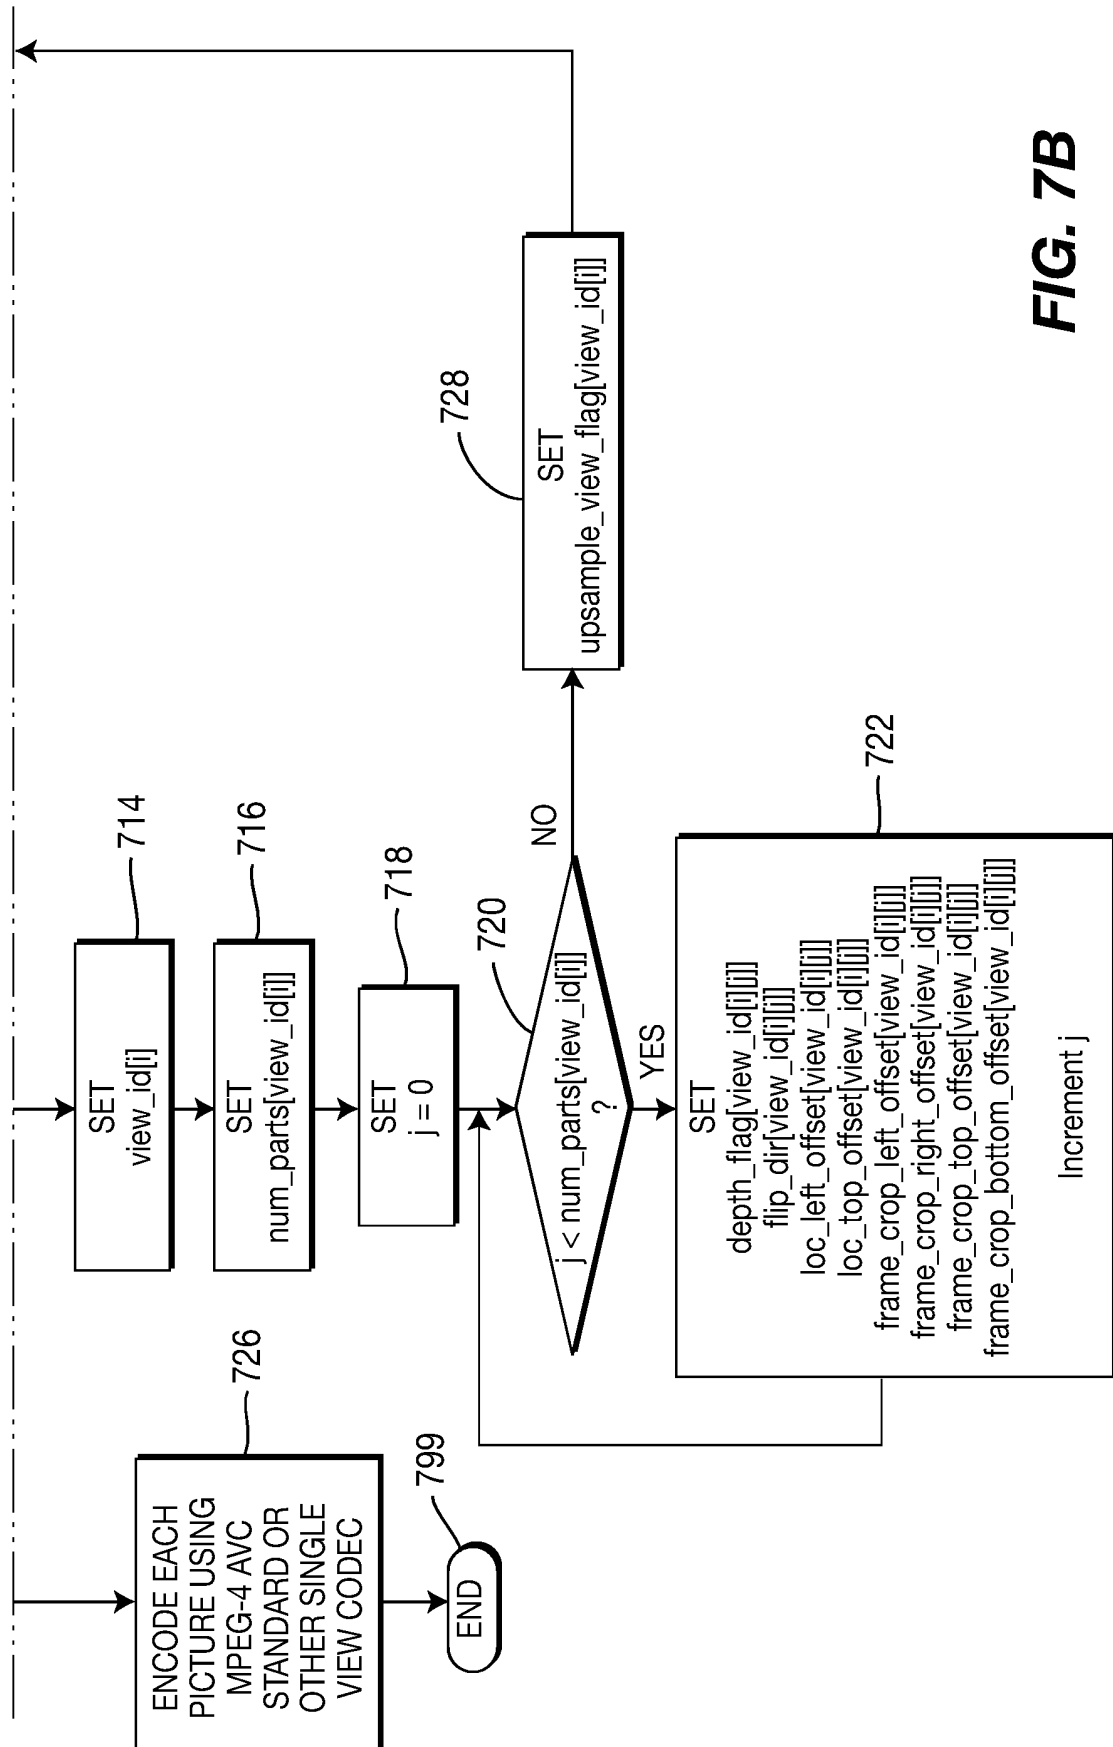 726
ENCODE EACH
PICTURE USING
MPEG-4 AVC
STANDARD OR
OTHER SINGLE
VIEW CODEC
799
END
714
SET
view_id[i]
716
SET
num_parts[view_id[i]]
718
SET
j = 0
720
j < num_parts[view_id[i]]
?
NO
YES
722
SET
depth_flag[view_id[i][j]]
flip_dir[view_id[i][j]]
loc_left_offset[view_id[i][j]]
loc_top_offset[view_id[i][j]]
frame_crop_left_offset[view_id[i][j]]
frame_crop_right_offset[view_id[i][j]]
frame_crop_top_offset[view_id[i][j]]
frame_crop_bottom_offset[view_id[i][j]]
Increment j
728
SET
upsample_view_flag[view_id[i]]
FIG. 7B